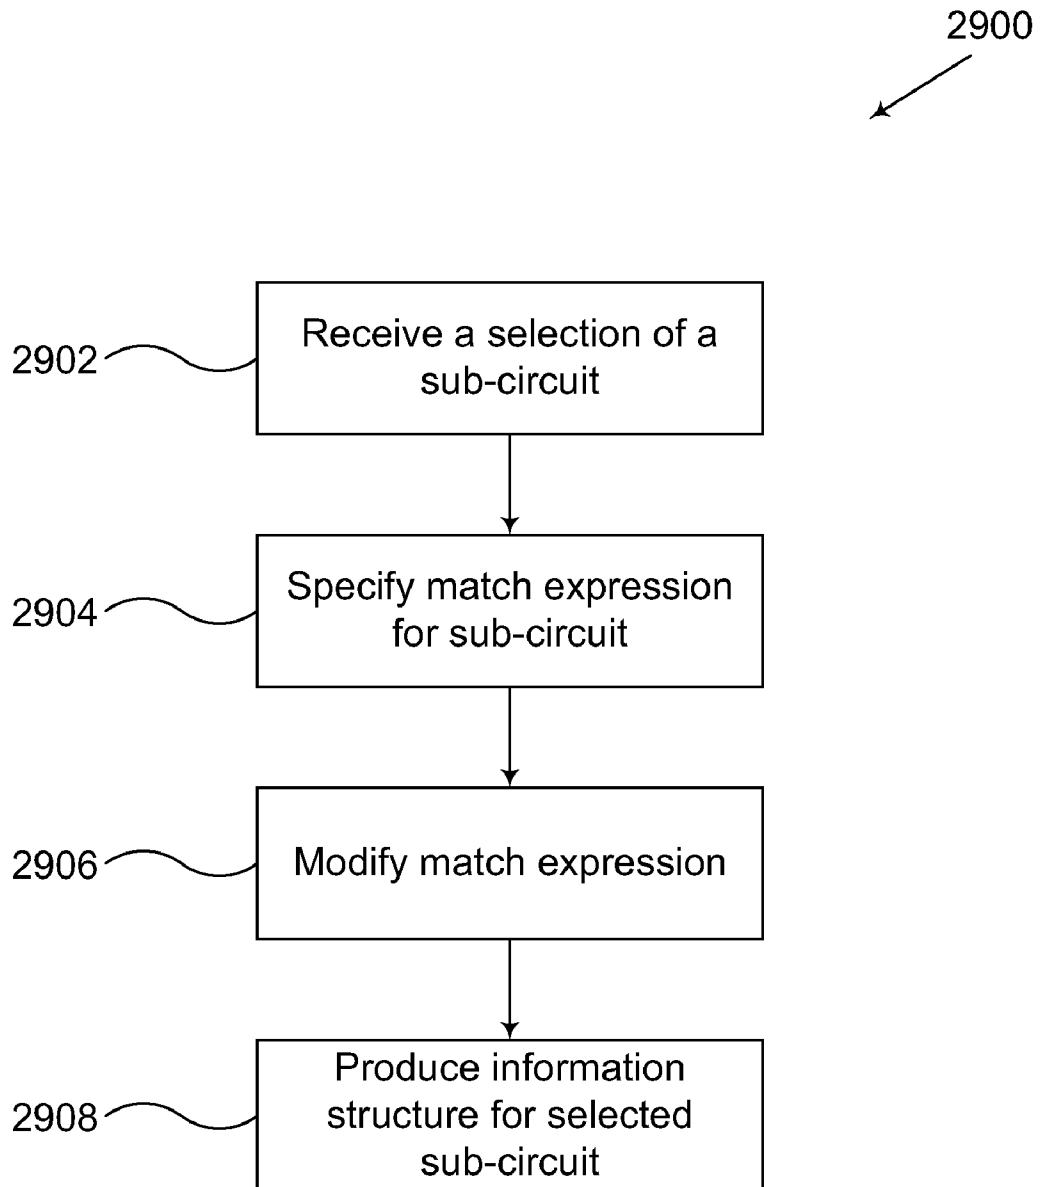 2900
2902
Receive a selection of a
sub-circuit
2904
Specify match expression
for sub-circuit
2906
Modify match expression
2908
Produce information
structure for selected
sub-circuit